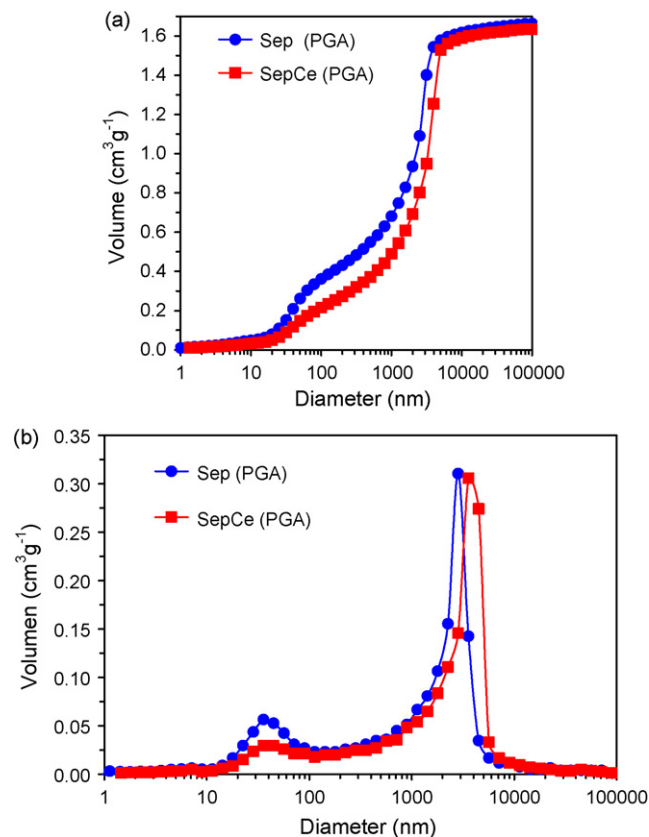 (a)
Sep (PGA)
SepCe (PGA)
Volume (cm³g⁻¹)
1.6
1.4
1.2
1.0
0.8
0.6
0.4
0.2
0.0
1 10 100 1000 10000 100000
Diameter (nm)
(b)
Sep (PGA)
SepCe (PGA)
Volumen (cm³g⁻¹)
0.35
0.30
0.25
0.20
0.15
0.10
0.05
0.00
1 10 100 1000 10000 100000
Diameter (nm)